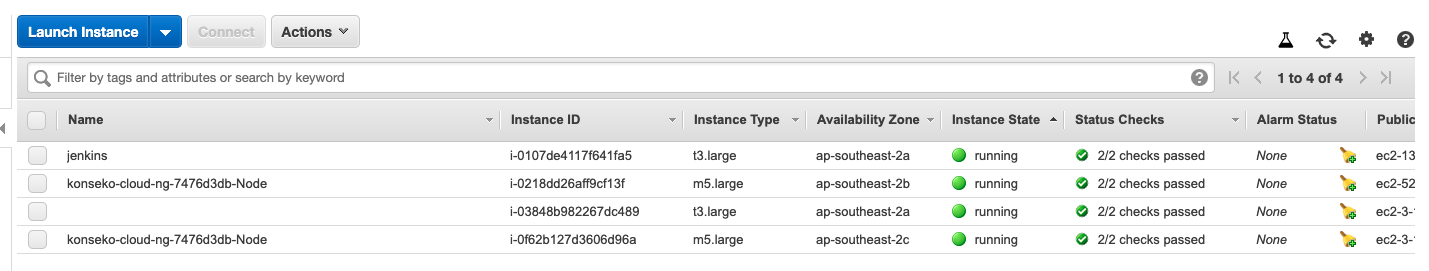 Launch Instance Connect Actions
Filter by tags and attributes or search by keyword 1 to 4 of 4
Name Instance ID Instance Type Availability Zone Instance State Status Checks Alarm Status Public
jenkins i-0107de4117f641fa5 t3.large ap-southeast-2a running 2/2 checks passed None ec2-13
konseko-cloud-ng-7476d3db-Node i-0218dd26aff9cf13f m5.large ap-southeast-2b running 2/2 checks passed None ec2-52
i-03848b982267dc489 t3.large ap-southeast-2a running 2/2 checks passed None ec2-3-
konseko-cloud-ng-7476d3db-Node i-0f62b127d3606d96a m5.large ap-southeast-2c running 2/2 checks passed None ec2-3-